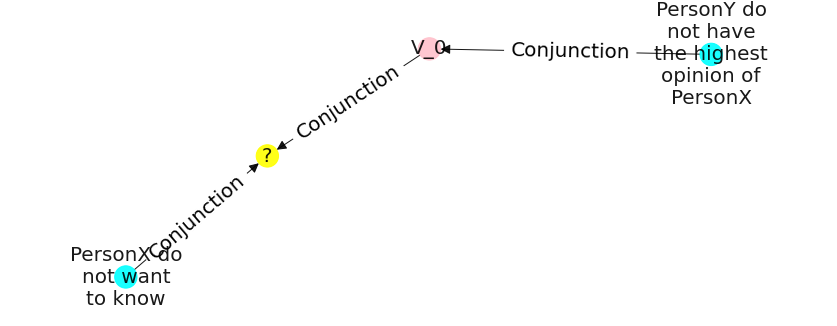 PersonY do
not have
the highest
opinion of
PersonX
V_0
Conjunction
Conjunction
?
Conjunction
PersonX do
not want
to know